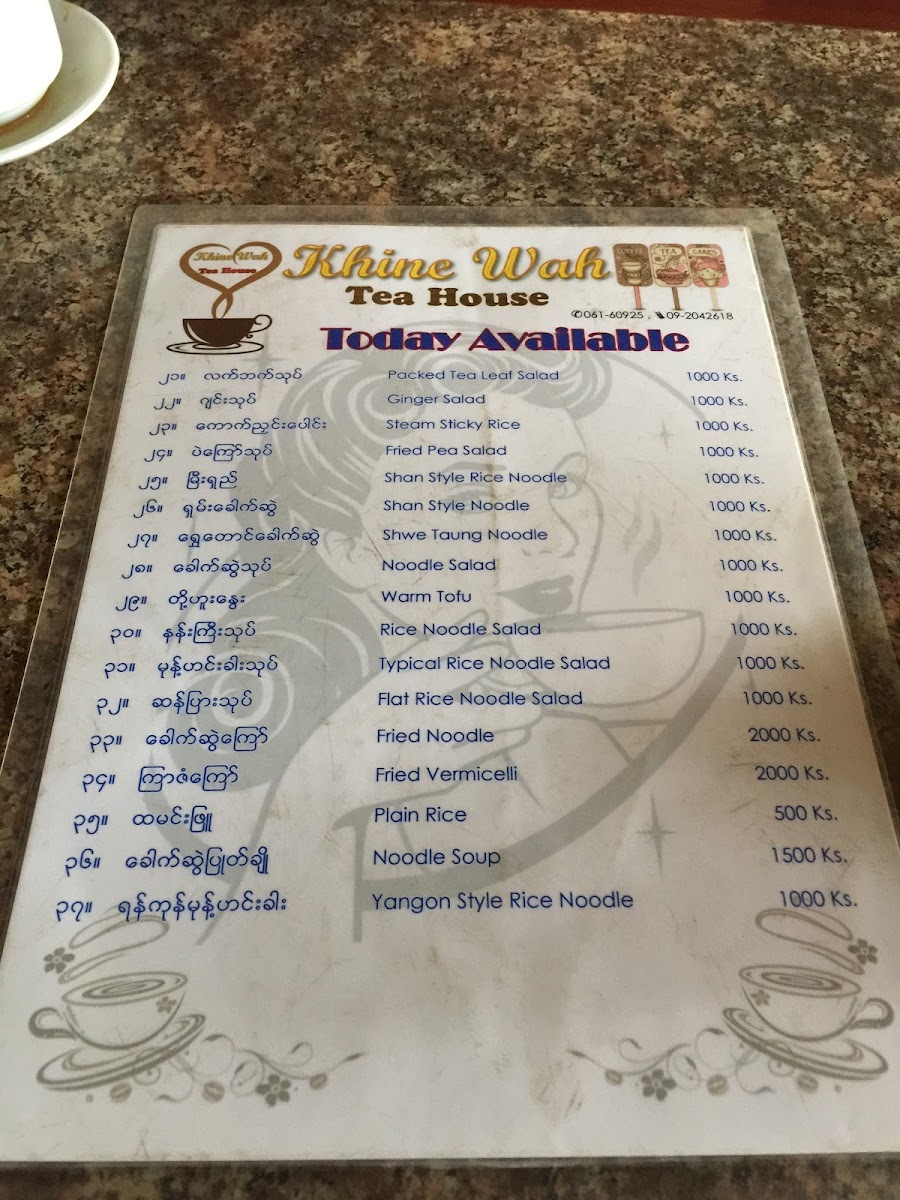 Khine Wah
Tea House
Khine Wah
Tea House
TEA
CAKES
✆061-60925 , 09-2042618
Today Available
၂၁။ လက်ဘက်သုပ် Packed Tea Leaf Salad 1000 Ks.
၂၂။ ဂျင်းသုပ် Ginger Salad 1000 Ks.
၂၃။ ကောက်ညှင်းပေါင်း Steam Sticky Rice 1000 Ks.
၂၄။ ပဲကြော်သုပ် Fried Pea Salad 1000 Ks.
၂၅။ မြီးရှည် Shan Style Rice Noodle 1000 Ks.
၂၆။ ရှမ်းခေါက်ဆွဲ Shan Style Noodle 1000 Ks.
၂၇။ ရွှေတောင်ခေါက်ဆွဲ Shwe Taung Noodle 1000 Ks.
၂၈။ ခေါက်ဆွဲသုပ် Noodle Salad 1000 Ks.
၂၉။ တို့ဟူးနွေး Warm Tofu 1000 Ks.
၃၀။ နန်းကြီးသုပ် Rice Noodle Salad 1000 Ks.
၃၁။ မုန့်ဟင်းခါးသုပ် Typical Rice Noodle Salad 1000 Ks.
၃၂။ ဆန်ပြားသုပ် Flat Rice Noodle Salad 1000 Ks.
၃၃။ ခေါက်ဆွဲကြော် Fried Noodle 2000 Ks.
၃၄။ ကြာဇံကြော် Fried Vermicelli 2000 Ks.
၃၅။ ထမင်းဖြူ Plain Rice 500 Ks.
၃၆။ ခေါက်ဆွဲပြုတ်ချို Noodle Soup 1500 Ks.
၃၇။ ရန်ကုန်မုန့်ဟင်းခါး Yangon Style Rice Noodle 1000 Ks.